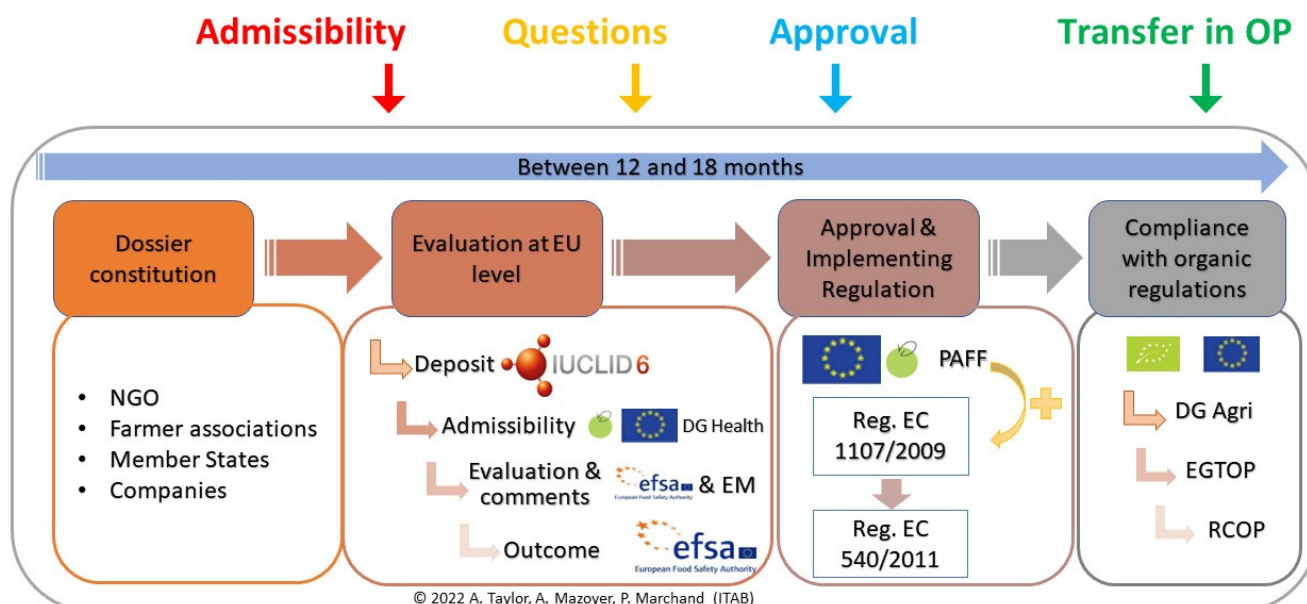 Admissibility
Questions
Approval
Transfer in OP
Between 12 and 18 months
Dossier
constitution
Evaluation at EU
level
Approval &
Implementing
Regulation
Compliance
with organic
regulations
• NGO
• Farmer associations
• Member States
• Companies
Deposit IUCLID 6
Admissibility DG Health
Evaluation &
comments efsa & EM
European Food Safety Authority
Outcome efsa
European Food Safety Authority
PAFF
Reg. EC
1107/2009
Reg. EC
540/2011
DG Agri
EGTOP
RCOP
© 2022 A. Taylor, A. Mazoyer, P. Marchand (ITAB)